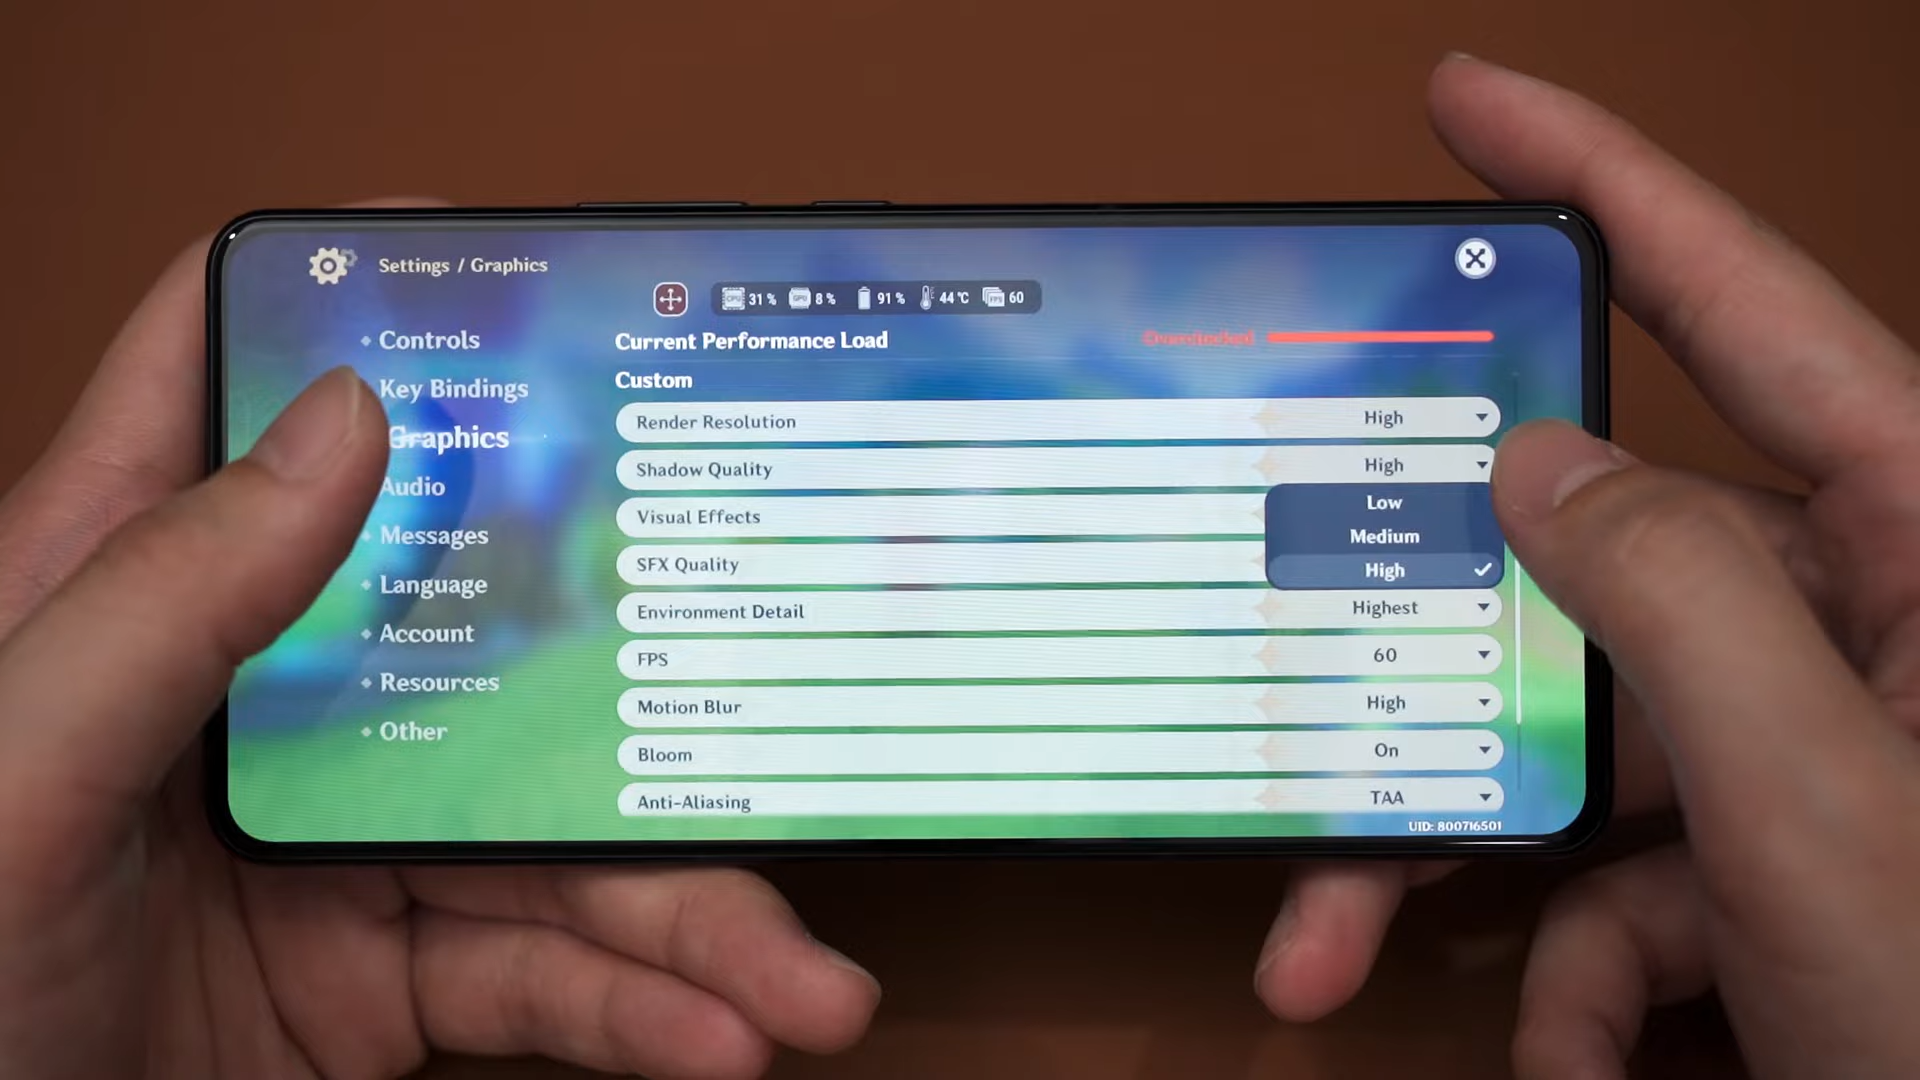 Settings / Graphics
CPU 31 % GPU 8 % 91 % 44 ℃ FPS 60
Controls
Key Bindings
Graphics
Audio
Messages
Language
Account
Resources
Other
Current Performance Load Overclocked
Custom
Render Resolution High
Shadow Quality High
Low
Medium
High
Visual Effects
SFX Quality
Environment Detail Highest
FPS 60
Motion Blur High
Bloom On
Anti-Aliasing TAA
UID: 800716501